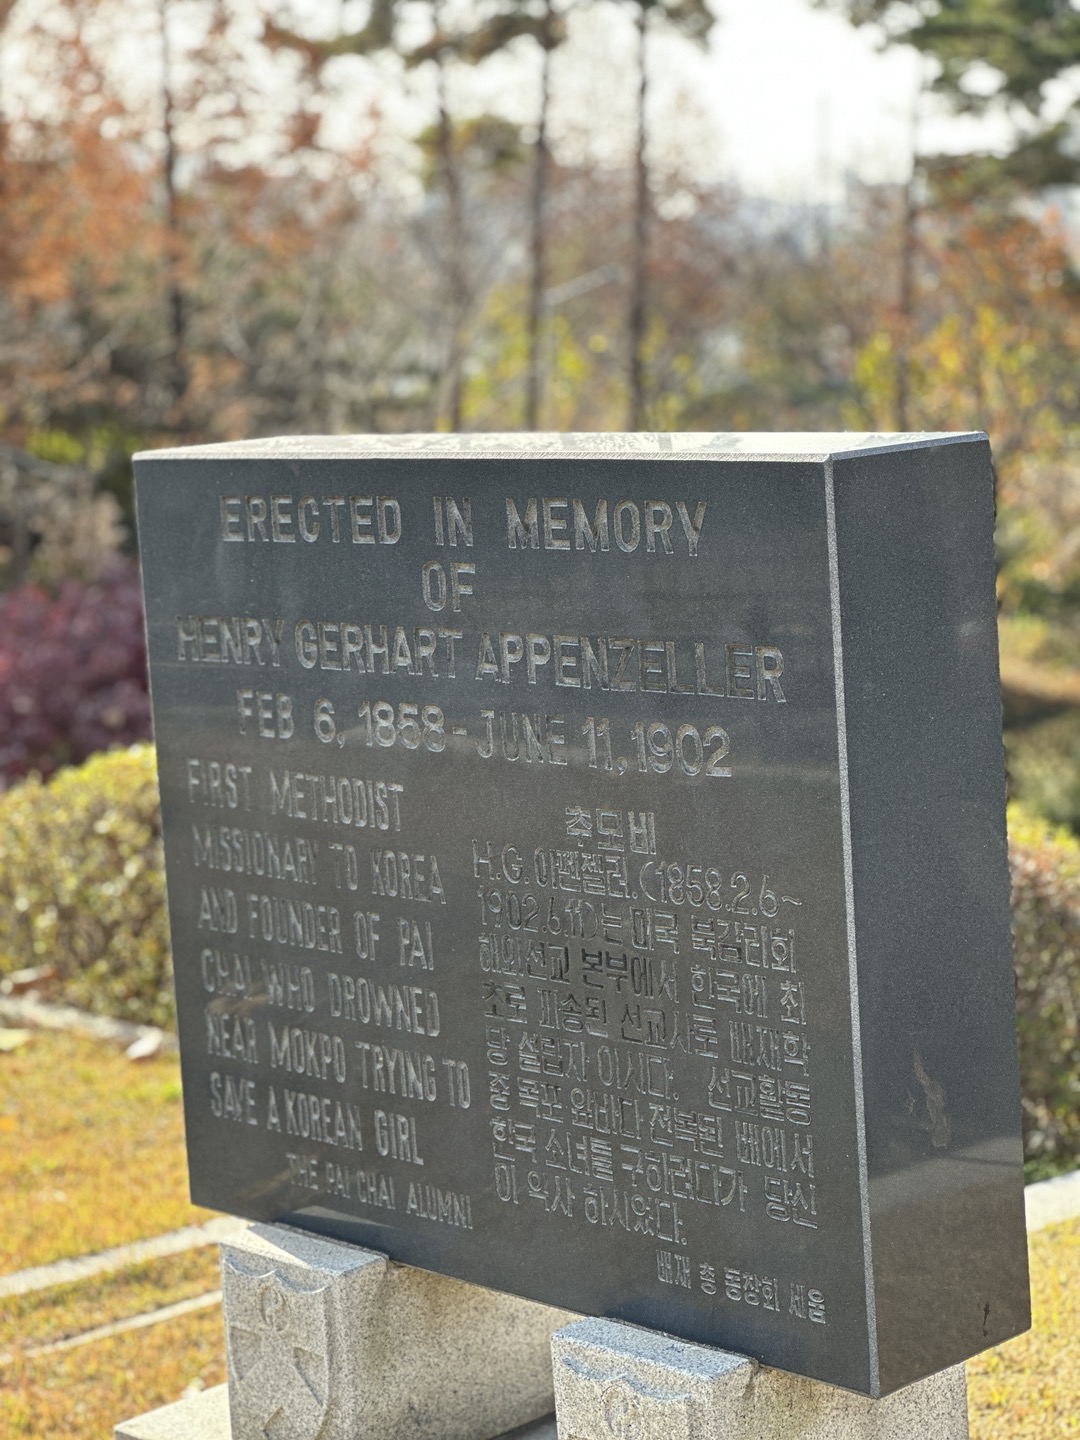 ERECTED IN MEMORY
OF
HENRY GERHART APPENZELLER
FEB 6, 1858 - JUNE 11, 1902
FIRST METHODIST
MISSIONARY TO KOREA
AND FOUNDER OF PAI
CHAI WHO DROWNED
NEAR MOKPO TRYING TO
SAVE A KOREAN GIRL
THE PAI CHAI ALUMNI
추모비
H.G. 아펜젤러.(1858.2.6~
1902.6.11)는 미국 북감리회
해외선교 본부에서 한국에 최
초로 파송된 선교사로 배재학
당 설립자 이시다. 선교활동
중 목포 앞바다 전복된 배에서
한국 소녀를 구하려다가 당신
이 익사 하시었다.
배재 총 동창회 세움